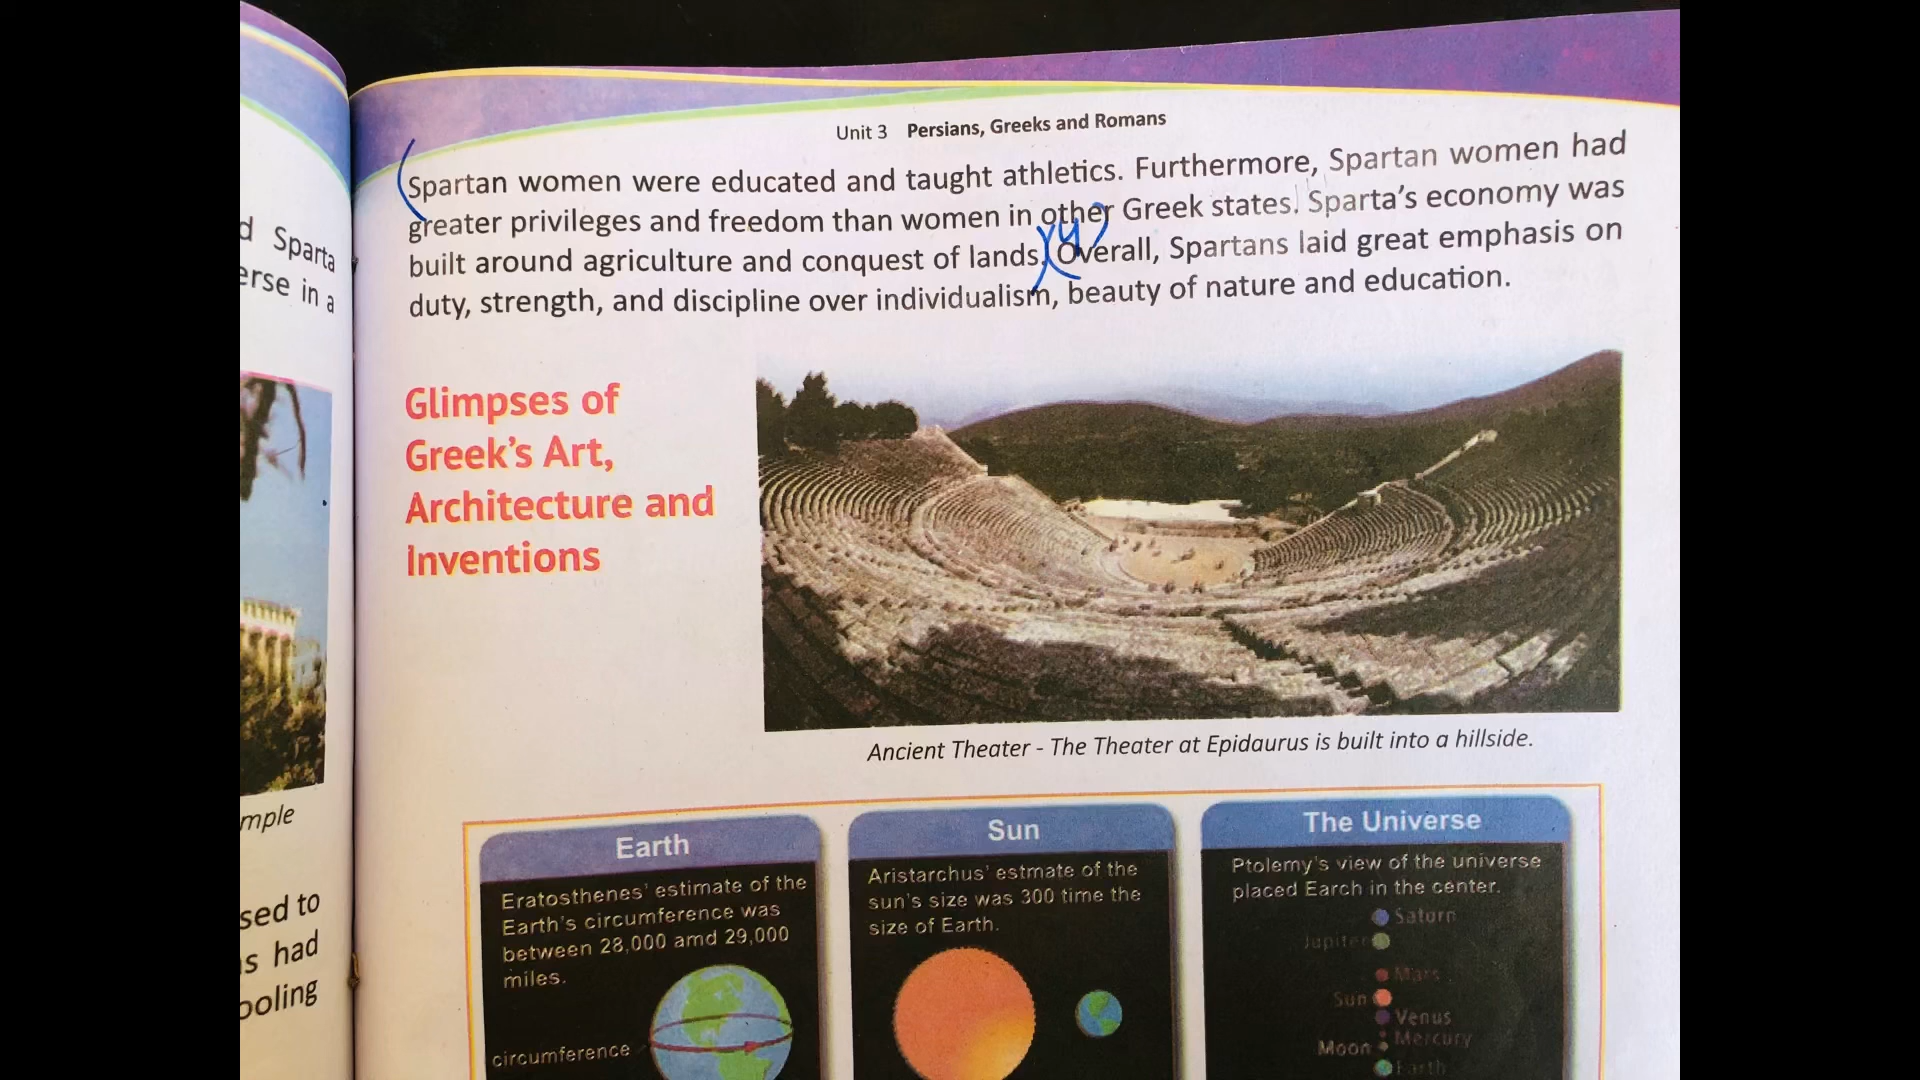 d Sparta
erse in a
mple
sed to
s had
ooling
Unit 3 Persians, Greeks and Romans
Spartan women were educated and taught athletics. Furthermore, Spartan women had
greater privileges and freedom than women in other Greek states. Sparta's economy was
built around agriculture and conquest of lands. Overall, Spartans laid great emphasis on
duty, strength, and discipline over individualism, beauty of nature and education.
Glimpses of
Greek's Art,
Architecture and
Inventions
Ancient Theater - The Theater at Epidaurus is built into a hillside.
Earth
Eratosthenes' estimate of the
Earth's circumference was
between 28,000 amd 29,000
miles.
circumference
Sun
Aristarchus' estmate of the
sun's size was 300 time the
size of Earth.
The Universe
Ptolemy's view of the universe
placed Earch in the center.
Saturn
Jupiter
Mars
Sun
Venus
Mercury
Moon
Earth